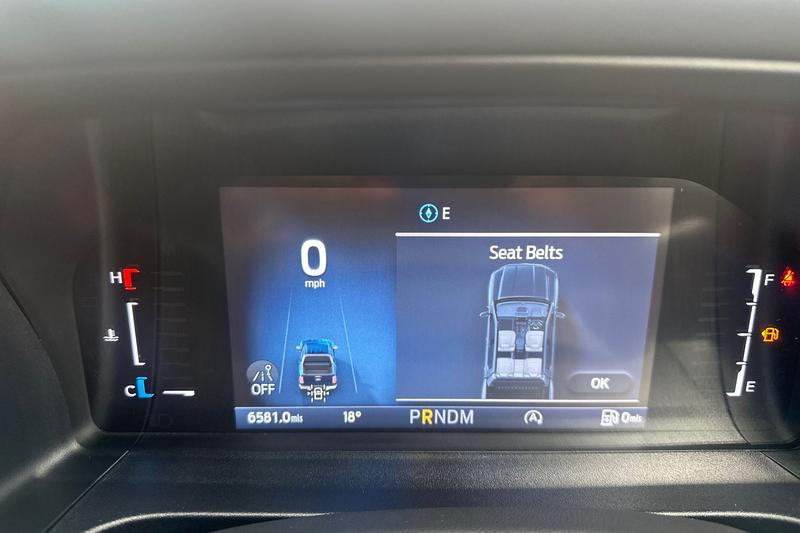 E
Seat Belts
0
mph
H
F
OFF
OK
C
E
6581.0mls
18°
PRNDM
0mls